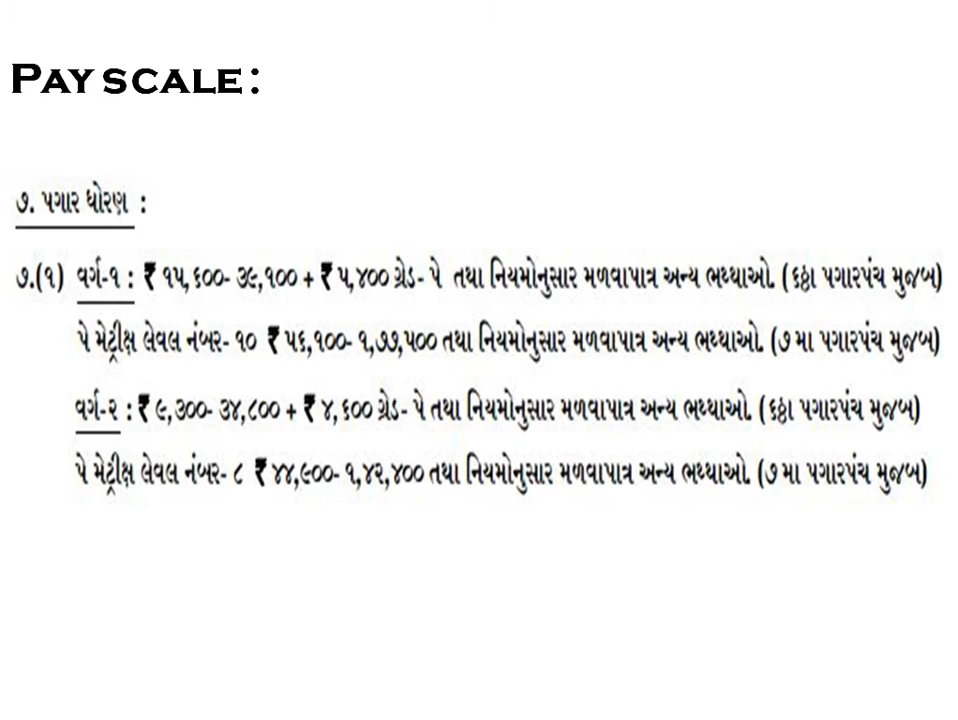 PAY SCALE :
૭. પગાર ધોરણ :
૭.(૧) વર્ગ-૧ : ₹ ૧૫,૬૦૦- ૩૯,૧૦૦ + ₹ ૫,૪૦૦ ગ્રેડ- પે તથા નિયમોનુસાર મળવાપાત્ર અન્ય ભથ્થાઓ. (૬ઠ્ઠા પગારપંચ મુજબ)
પે મેટ્રીક્ષ લેવલ નંબર- ૧૦ ₹ ૫૬,૧૦૦- ૧,૭૭,૫૦૦ તથા નિયમોનુસાર મળવાપાત્ર અન્ય ભથ્થાઓ. (૭ મા પગારપંચ મુજબ)
વર્ગ-૨ : ₹ ૯,૩૦૦- ૩૪,૮૦૦ + ₹ ૪,૬૦૦ ગ્રેડ- પે તથા નિયમોનુસાર મળવાપાત્ર અન્ય ભથ્થાઓ. (૬ઠ્ઠા પગારપંચ મુજબ)
પે મેટ્રીક્ષ લેવલ નંબર- ૮ ₹ ૪૪,૯૦૦- ૧,૪૨,૪૦૦ તથા નિયમોનુસાર મળવાપાત્ર અન્ય ભથ્થાઓ. (૭ મા પગારપંચ મુજબ)